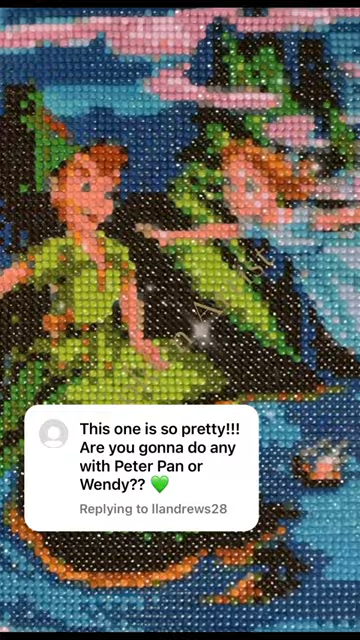 This one is so pretty!!!
Are you gonna do any
with Peter Pan or
Wendy?? 💚
Replying to llandrews28